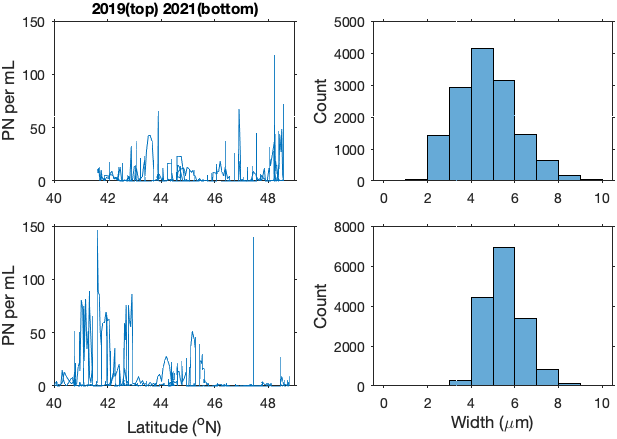 2019(top) 2021(bottom)
PN per mL
150
100
50
0
40 42 44 46 48
Count
5000
4000
3000
2000
1000
0
0 2 4 6 8 10
PN per mL
150
100
50
0
40 42 44 46 48
Latitude (°N)
Count
8000
6000
4000
2000
0
0 2 4 6 8 10
Width (μm)